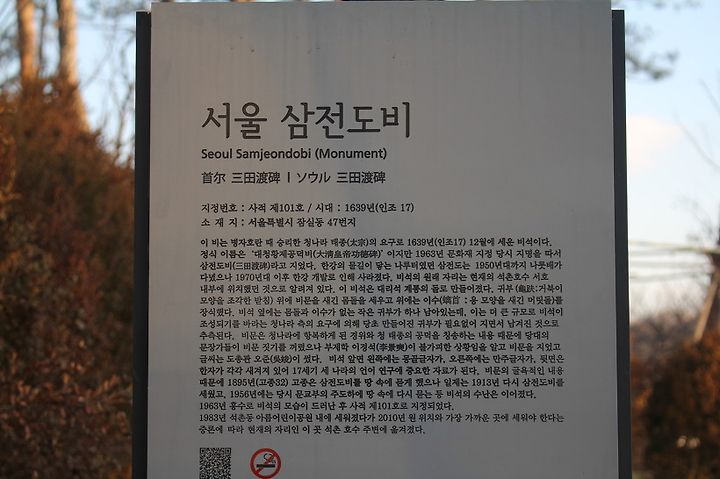 서울 삼전도비
Seoul Samjeondobi (Monument)
首尔 三田渡碑 I ソウル 三田渡碑
지정번호 : 사적 제101호 / 시대 : 1639년(인조 17)
소 재 지 : 서울특별시 잠실동 47번지
이 비는 병자호란 때 승리한 청나라 태종(太宗)의 요구로 1639년(인조17) 12월에 세운 비석이다.
정식 이름은 '대청황제공덕비(大淸皇帝功德碑)' 이지만 1963년 문화재 지정 당시 지명을 따서
삼전도비(三田渡碑)라고 지었다. 한강의 물길이 닿는 나루터였던 삼전도는 1950년대까지 나룻배가
다녔으나 1970년대 이후 한강 개발로 인해 사라졌다. 비석의 원래 자리는 현재의 석촌호수 서호
내부에 위치했던 것으로 알려져 있다. 이 비석은 대리석 계통의 돌로 만들어졌다. 귀부(龜趺:거북이
모양을 조각한 받침) 위에 비문을 새긴 몸돌을 세우고 위에는 이수(螭首 : 용 모양을 새긴 머릿돌)를
장식했다. 비석 옆에는 몸돌과 이수가 없는 작은 귀부가 하나 남아있는데, 이는 더 큰 규모로 비석이
조성되기를 바라는 청나라 측의 요구에 의해 당초 만들어진 귀부가 필요없어 지면서 남겨진 것으로
추측된다. 비문은 청나라에 항복하게 된 경위와 청 태종의 공덕을 칭송하는 내용 때문에 당대의
문장가들이 비문 짓기를 꺼렸으나 부제학 이경석(李景奭)이 불가피한 상황임을 알고 비문을 지었고
글씨는 도총관 오준(吳竣)이 썼다. 비석 앞면 왼쪽에는 몽골글자가, 오른쪽에는 만주글자가, 뒷면은
한자가 각각 새겨져 있어 17세기 세 나라의 언어 연구에 중요한 자료가 된다. 비문의 굴욕적인 내용
때문에 1895년(고종32) 고종은 삼전도비를 땅 속에 묻게 했으나 일제는 1913년 다시 삼전도비를
세웠고, 1956년에는 당시 문교부의 주도하에 땅 속에 다시 묻는 등 비석의 수난은 이어졌다.
1963년 홍수로 비석의 모습이 드러난 후 사적 제101호로 지정되었다.
1983년 석촌동 아름어린이공원 내에 세워졌다가 2010년 원 위치와 가장 가까운 곳에 세워야 한다는
중론에 따라 현재의 자리인 이 곳 석촌 호수 주변에 옮겼다.